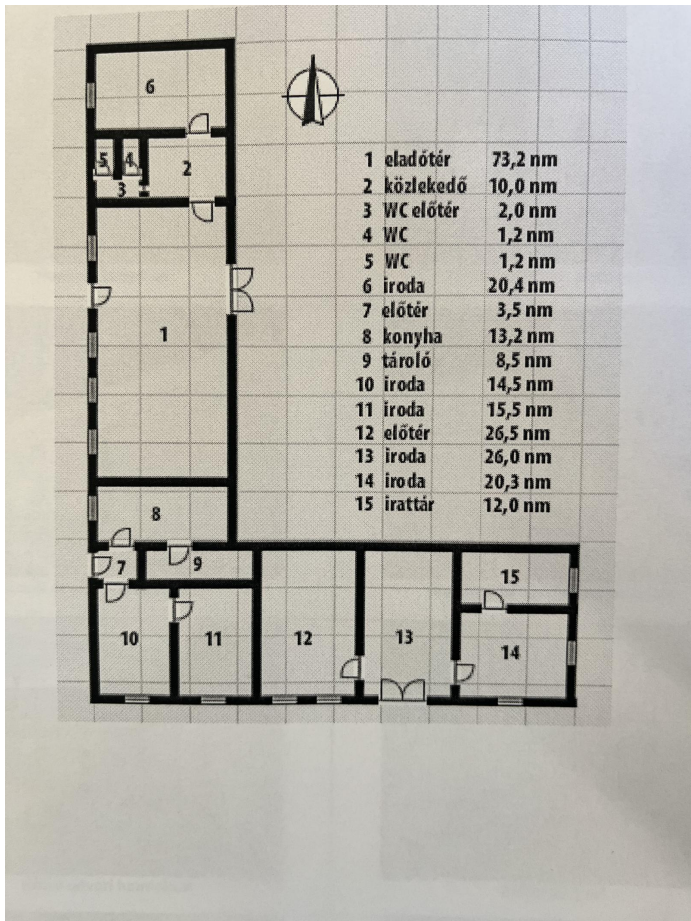 6
5
4
2
3
1
8
7
9
10
11
12
13
14
15
1 eladótér 73,2 nm
2 közlekedő 10,0 nm
3 WC előtér 2,0 nm
4 WC 1,2 nm
5 WC 1,2 nm
6 iroda 20,4 nm
7 előtér 3,5 nm
8 konyha 13,2 nm
9 tároló 8,5 nm
10 iroda 14,5 nm
11 iroda 15,5 nm
12 előtér 26,5 nm
13 iroda 26,0 nm
14 iroda 20,3 nm
15 irattár 12,0 nm